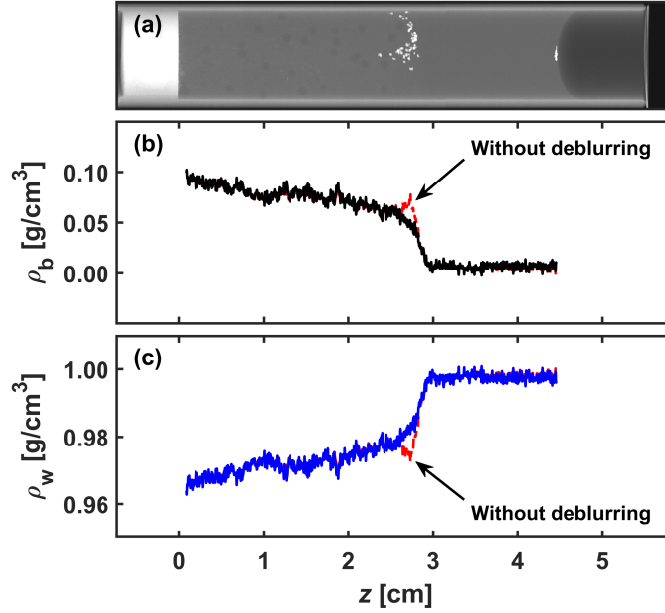 (a)
(b)
Without deblurring
0.10
0.05
0.00
ρb [g/cm³]
(c)
1.00
0.98
0.96
ρw [g/cm³]
Without deblurring
0 1 2 3 4 5
z [cm]